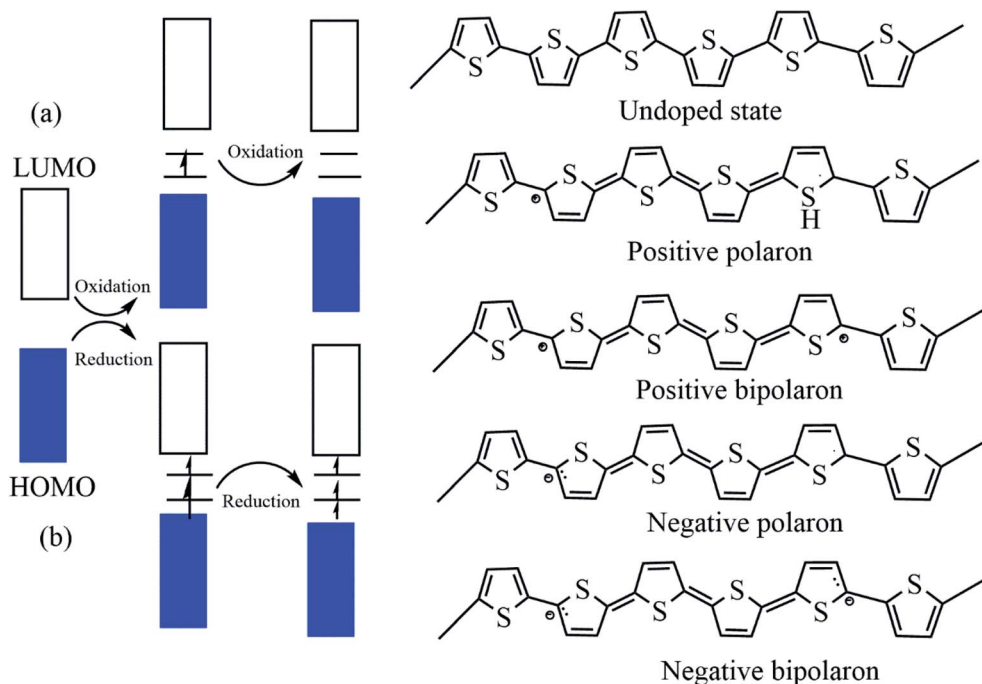 (a)
LUMO
Oxidation
Oxidation
Reduction
HOMO
(b)
Reduction
S S S S S S
Undoped state
S S S S S S
H
⊕
Positive polaron
S S S S S S
⊕ ⊕
Positive bipolaron
S S S S S S
⊖
Negative polaron
S S S S S S
⊖ ⊖
Negative bipolaron